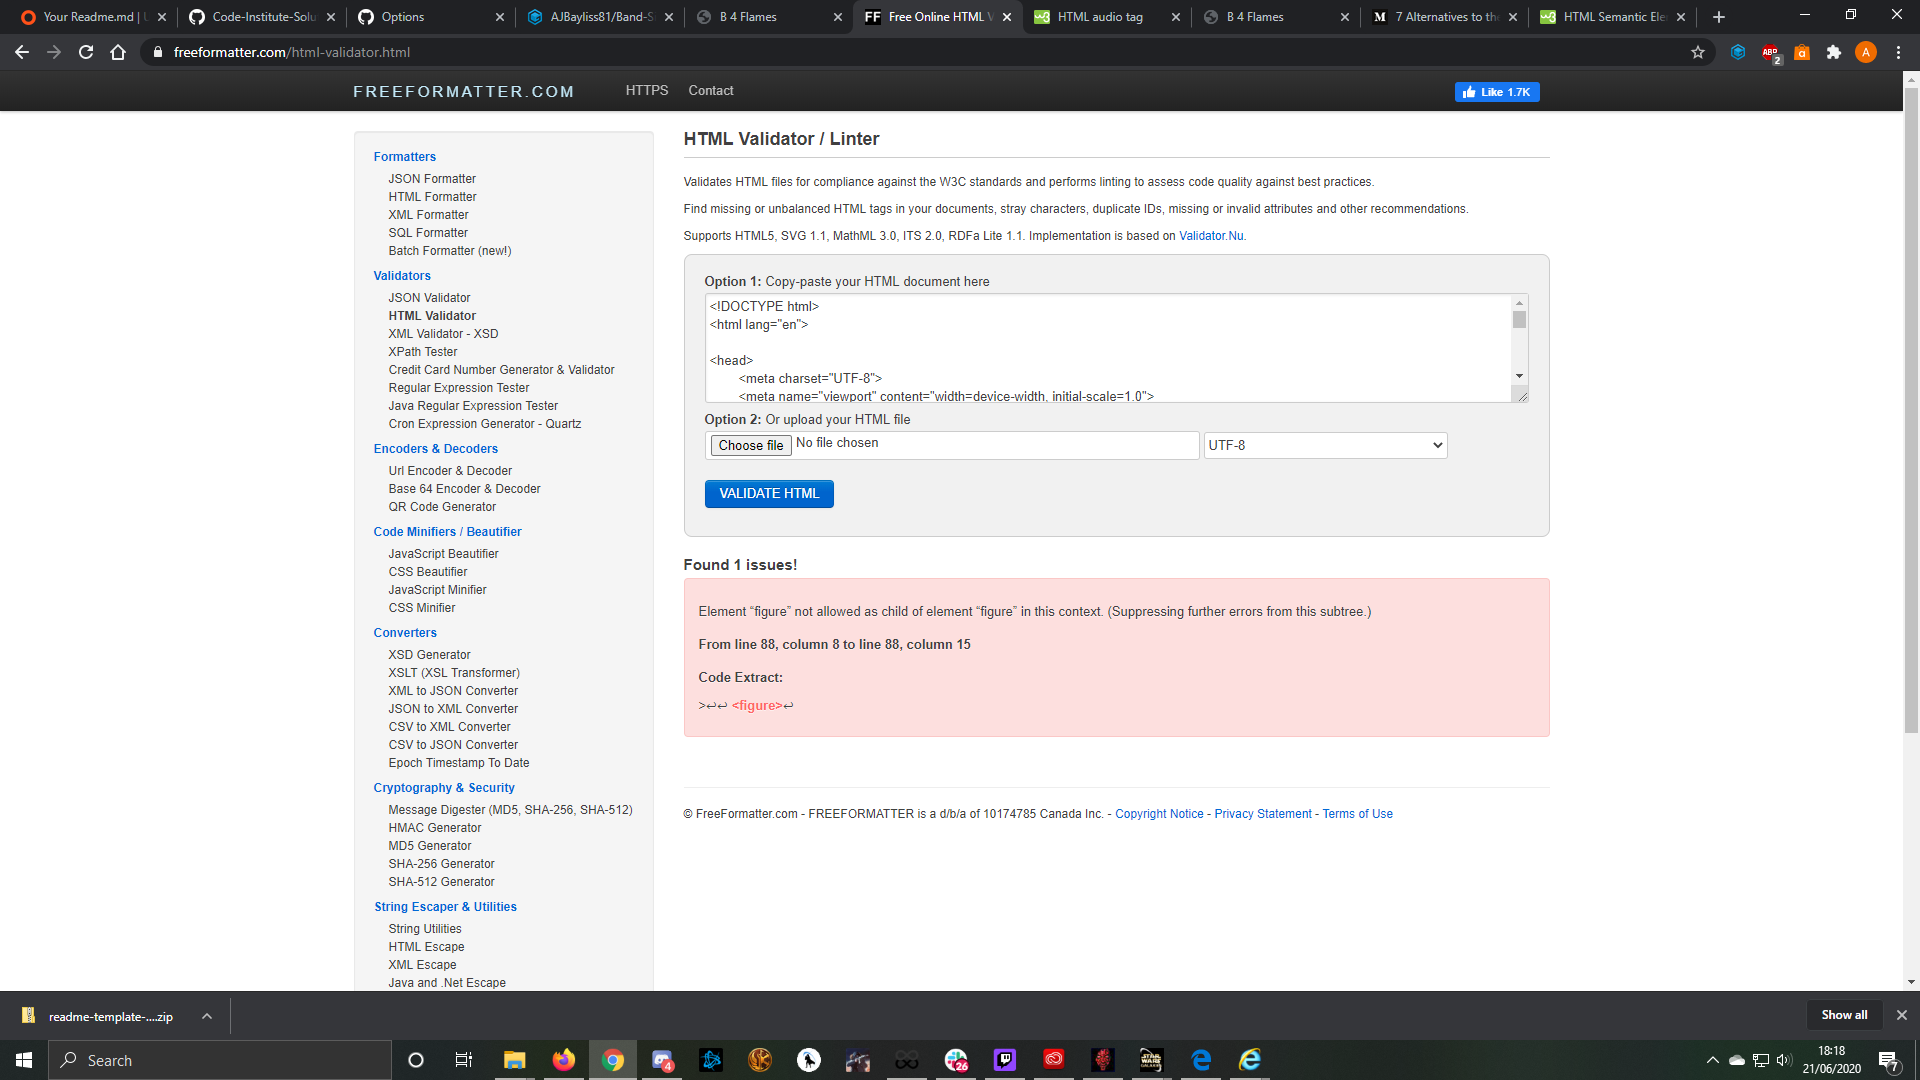 Your Readme.md | U
Code-Institute-Solu
Options
AJBayliss81/Band-S
B 4 Flames
Free Online HTML V
HTML audio tag
B 4 Flames
7 Alternatives to the
HTML Semantic Ele
freeformatter.com/html-validator.html
ABP
2
A
FREEFORMATTER.COM
HTTPS
Contact
Like 1.7K
Formatters
JSON Formatter
HTML Formatter
XML Formatter
SQL Formatter
Batch Formatter (new!)
Validators
JSON Validator
HTML Validator
XML Validator - XSD
XPath Tester
Credit Card Number Generator & Validator
Regular Expression Tester
Java Regular Expression Tester
Cron Expression Generator - Quartz
Encoders & Decoders
Url Encoder & Decoder
Base 64 Encoder & Decoder
QR Code Generator
Code Minifiers / Beautifier
JavaScript Beautifier
CSS Beautifier
JavaScript Minifier
CSS Minifier
Converters
XSD Generator
XSLT (XSL Transformer)
XML to JSON Converter
JSON to XML Converter
CSV to XML Converter
CSV to JSON Converter
Epoch Timestamp To Date
Cryptography & Security
Message Digester (MD5, SHA-256, SHA-512)
HMAC Generator
MD5 Generator
SHA-256 Generator
SHA-512 Generator
String Escaper & Utilities
String Utilities
HTML Escape
XML Escape
Java and .Net Escape
HTML Validator / Linter
Validates HTML files for compliance against the W3C standards and performs linting to assess code quality against best practices.
Find missing or unbalanced HTML tags in your documents, stray characters, duplicate IDs, missing or invalid attributes and other recommendations.
Supports HTML5, SVG 1.1, MathML 3.0, ITS 2.0, RDFa Lite 1.1. Implementation is based on Validator.Nu.
Option 1: Copy-paste your HTML document here
<!DOCTYPE html>
<html lang="en">
<head>
<meta charset="UTF-8">
<meta name="viewport" content="width=device-width, initial-scale=1.0">
Option 2: Or upload your HTML file
Choose file No file chosen
UTF-8
VALIDATE HTML
Found 1 issues!
Element “figure” not allowed as child of element “figure” in this context. (Suppressing further errors from this subtree.)
From line 88, column 8 to line 88, column 15
Code Extract:
>↩↩ <figure>↩
© FreeFormatter.com - FREEFORMATTER is a d/b/a of 10174785 Canada Inc. - Copyright Notice - Privacy Statement - Terms of Use
readme-template-....zip
Show all
Search
4
26
18:18
21/06/2020
7